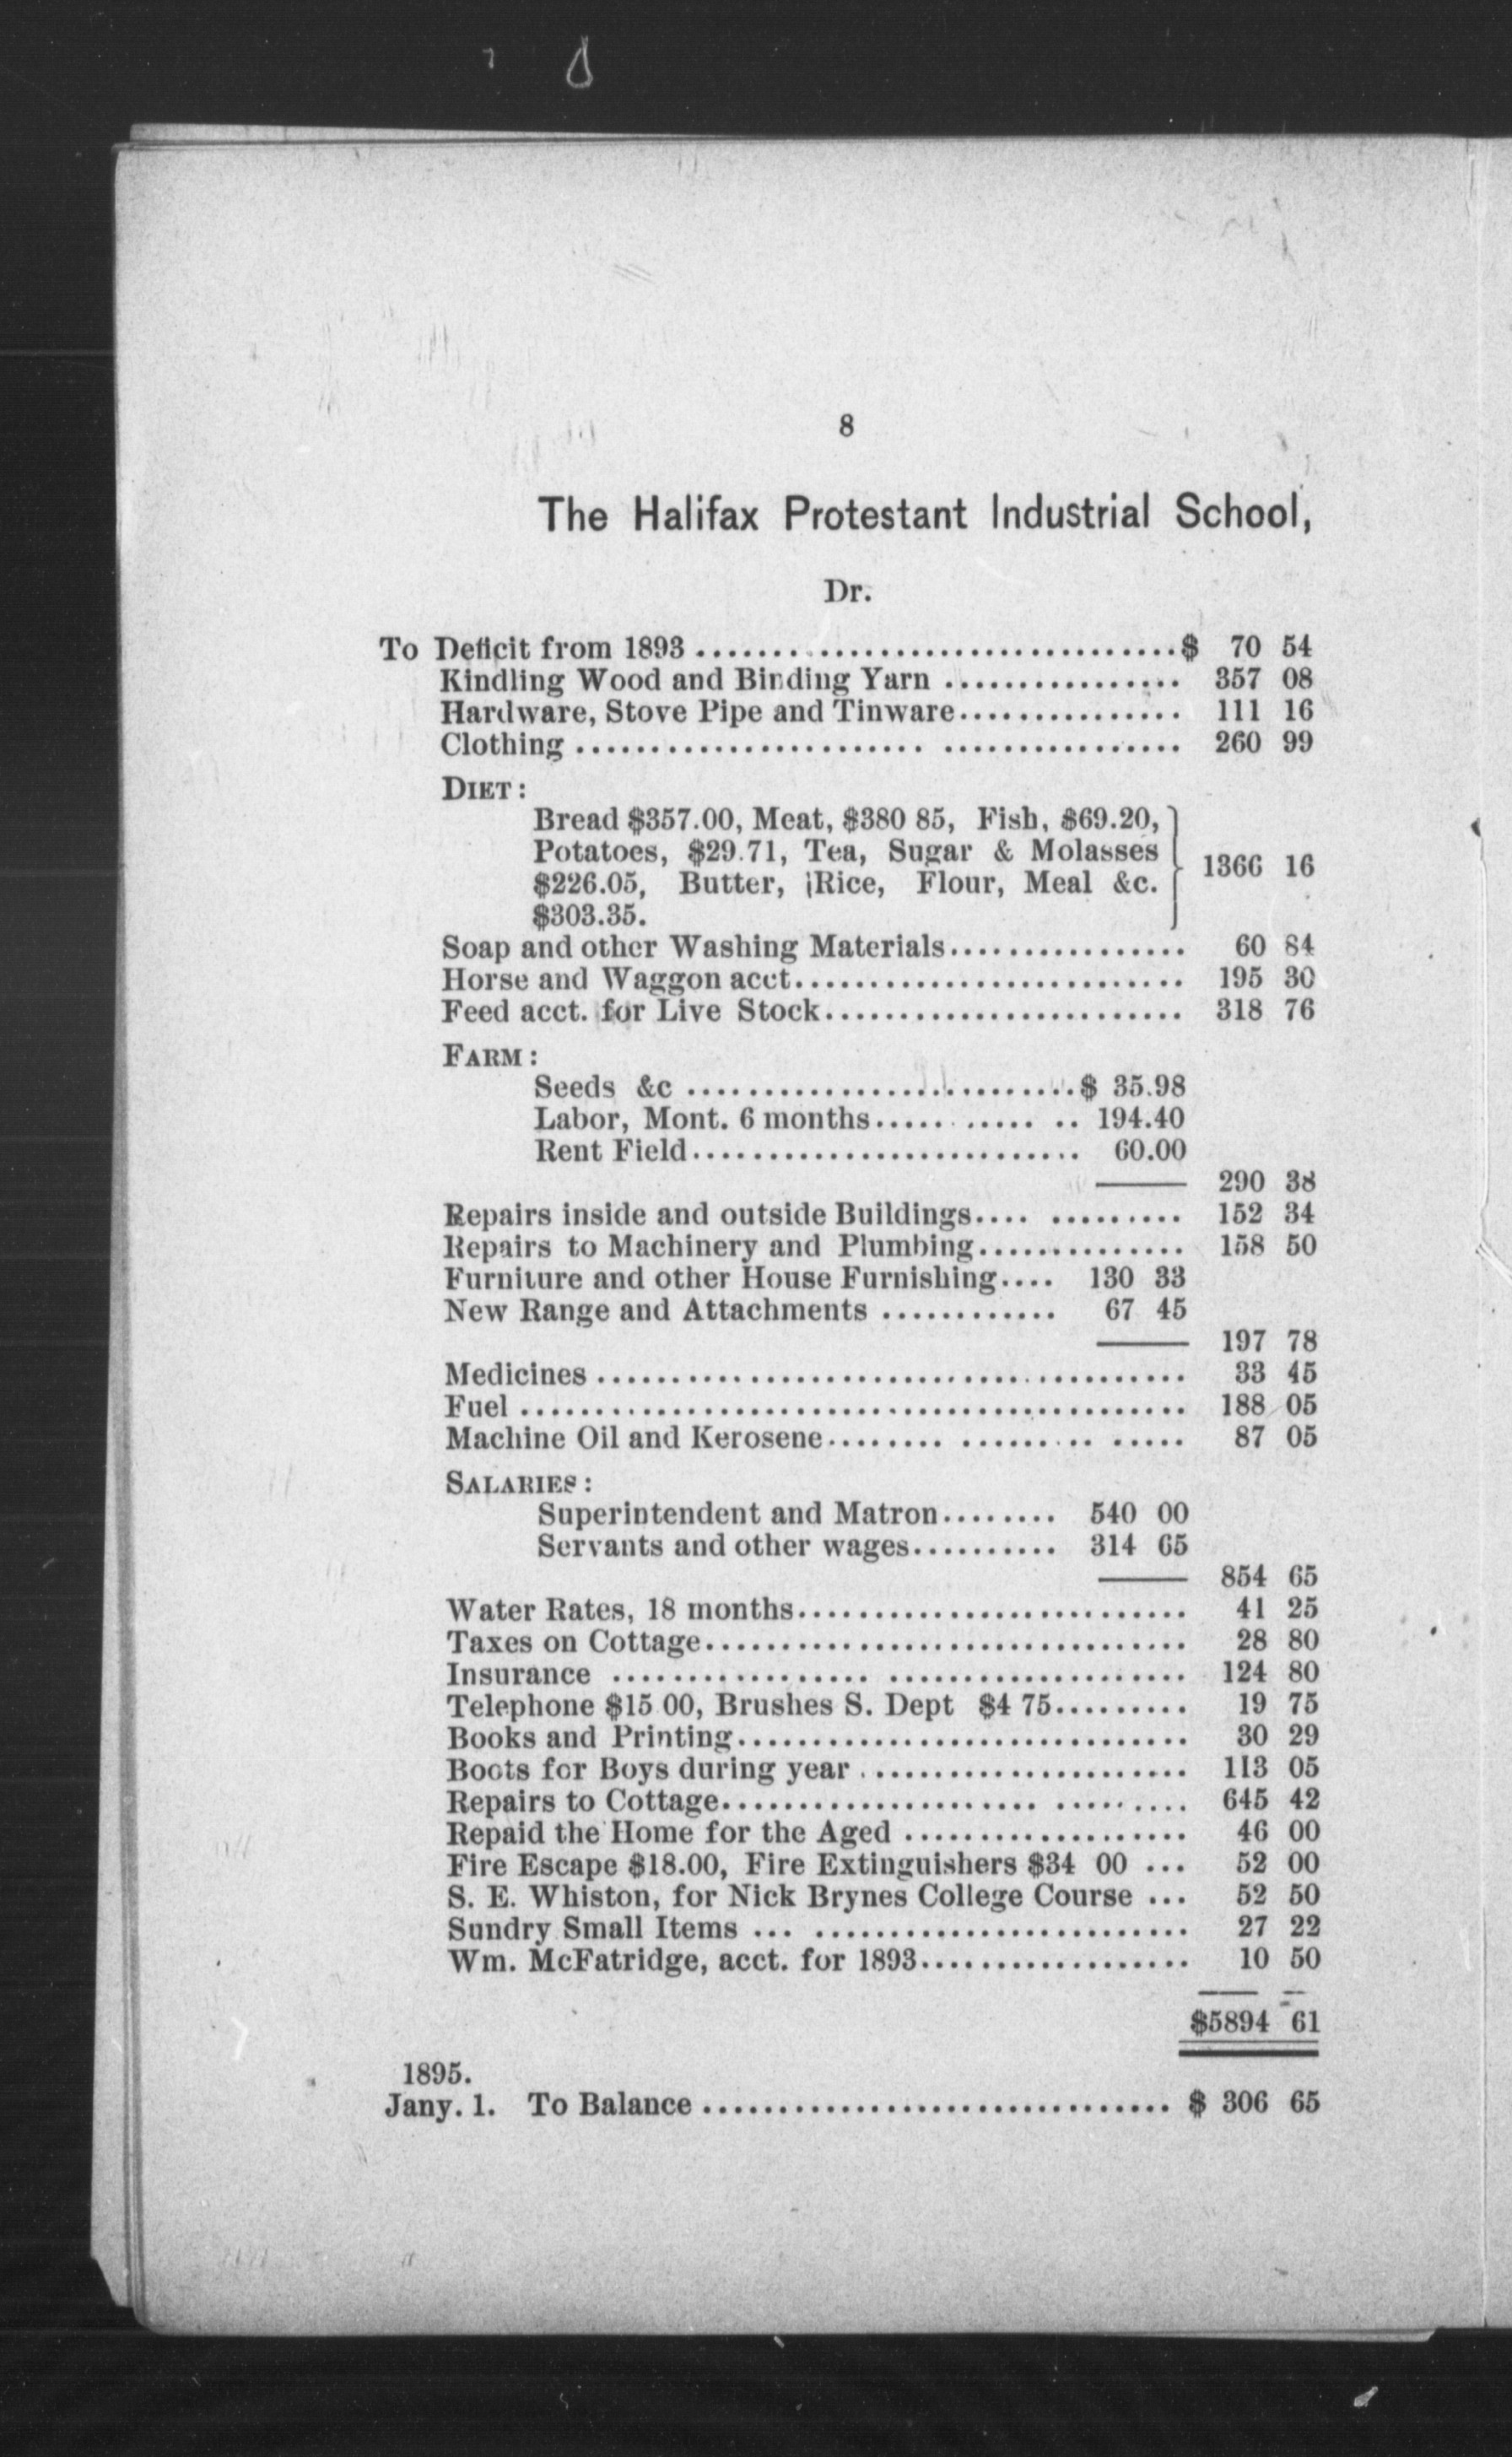 8
The Halifax Protestant Industrial School,
Dr.
To Deficit from 1893 ................................$ 70 54
Kindling Wood and Binding Yarn ................ 357 08
Hardware, Stove Pipe and Tinware............... 111 16
Clothing ....................... ................ 260 99
DIET:
Bread $357.00, Meat, $380 85, Fish, $69.20,
Potatoes, $29.71, Tea, Sugar & Molasses
$226.05, Butter, Rice, Flour, Meal &c. 1366 16
$303.35.
Soap and other Washing Materials................ 60 84
Horse and Waggon acct.......................... 195 30
Feed acct. for Live Stock........................ 318 76
FARM:
Seeds &c ..........................$ 35.98
Labor, Mont. 6 months........... .. 194.40
Rent Field.......................... 60.00
290 38
Repairs inside and outside Buildings.... ......... 152 34
Repairs to Machinery and Plumbing.............. 158 50
Furniture and other House Furnishing.... 130 33
New Range and Attachments ............ 67 45
197 78
Medicines ....................................... 33 45
Fuel ............................................ 188 05
Machine Oil and Kerosene........ ......... ..... 87 05
SALARIES:
Superintendent and Matron........ 540 00
Servants and other wages.......... 314 65
854 65
Water Rates, 18 months.......................... 41 25
Taxes on Cottage................................ 28 80
Insurance ................. .................... 124 80
Telephone $15 00, Brushes S. Dept $4 75......... 19 75
Books and Printing.............................. 30 29
Boots for Boys during year ...................... 113 05
Repairs to Cottage..................... ......... 645 42
Repaid the Home for the Aged ................... 46 00
Fire Escape $18.00, Fire Extinguishers $34 00 ... 52 00
S. E. Whiston, for Nick Brynes College Course ... 52 50
Sundry Small Items ... ......................... 27 22
Wm. McFatridge, acct. for 1893.................. 10 50
$5894 61
1895.
Jany. 1. To Balance ............................... $ 306 65